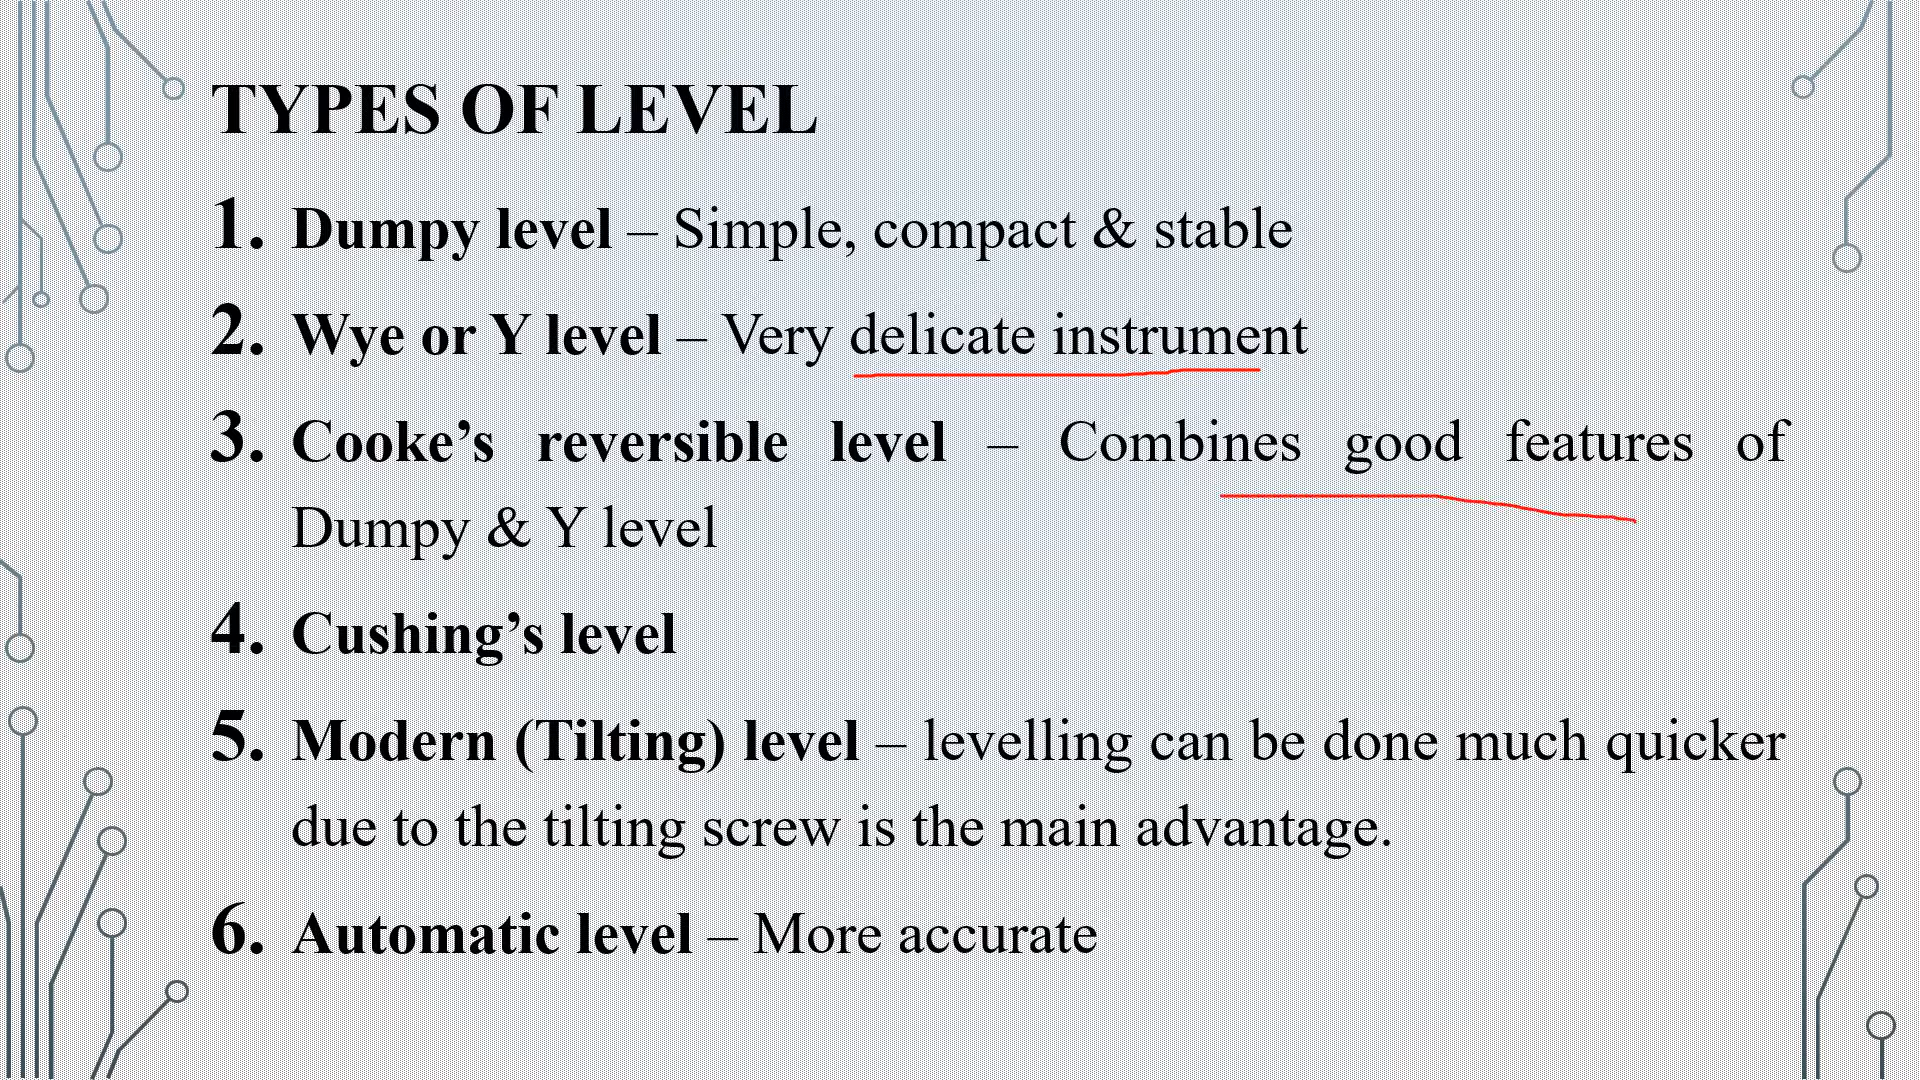 TYPES OF LEVEL
1. Dumpy level – Simple, compact & stable
2. Wye or Y level – Very delicate instrument
3. Cooke’s reversible level – Combines good features of
Dumpy & Y level
4. Cushing’s level
5. Modern (Tilting) level – levelling can be done much quicker
due to the tilting screw is the main advantage.
6. Automatic level – More accurate